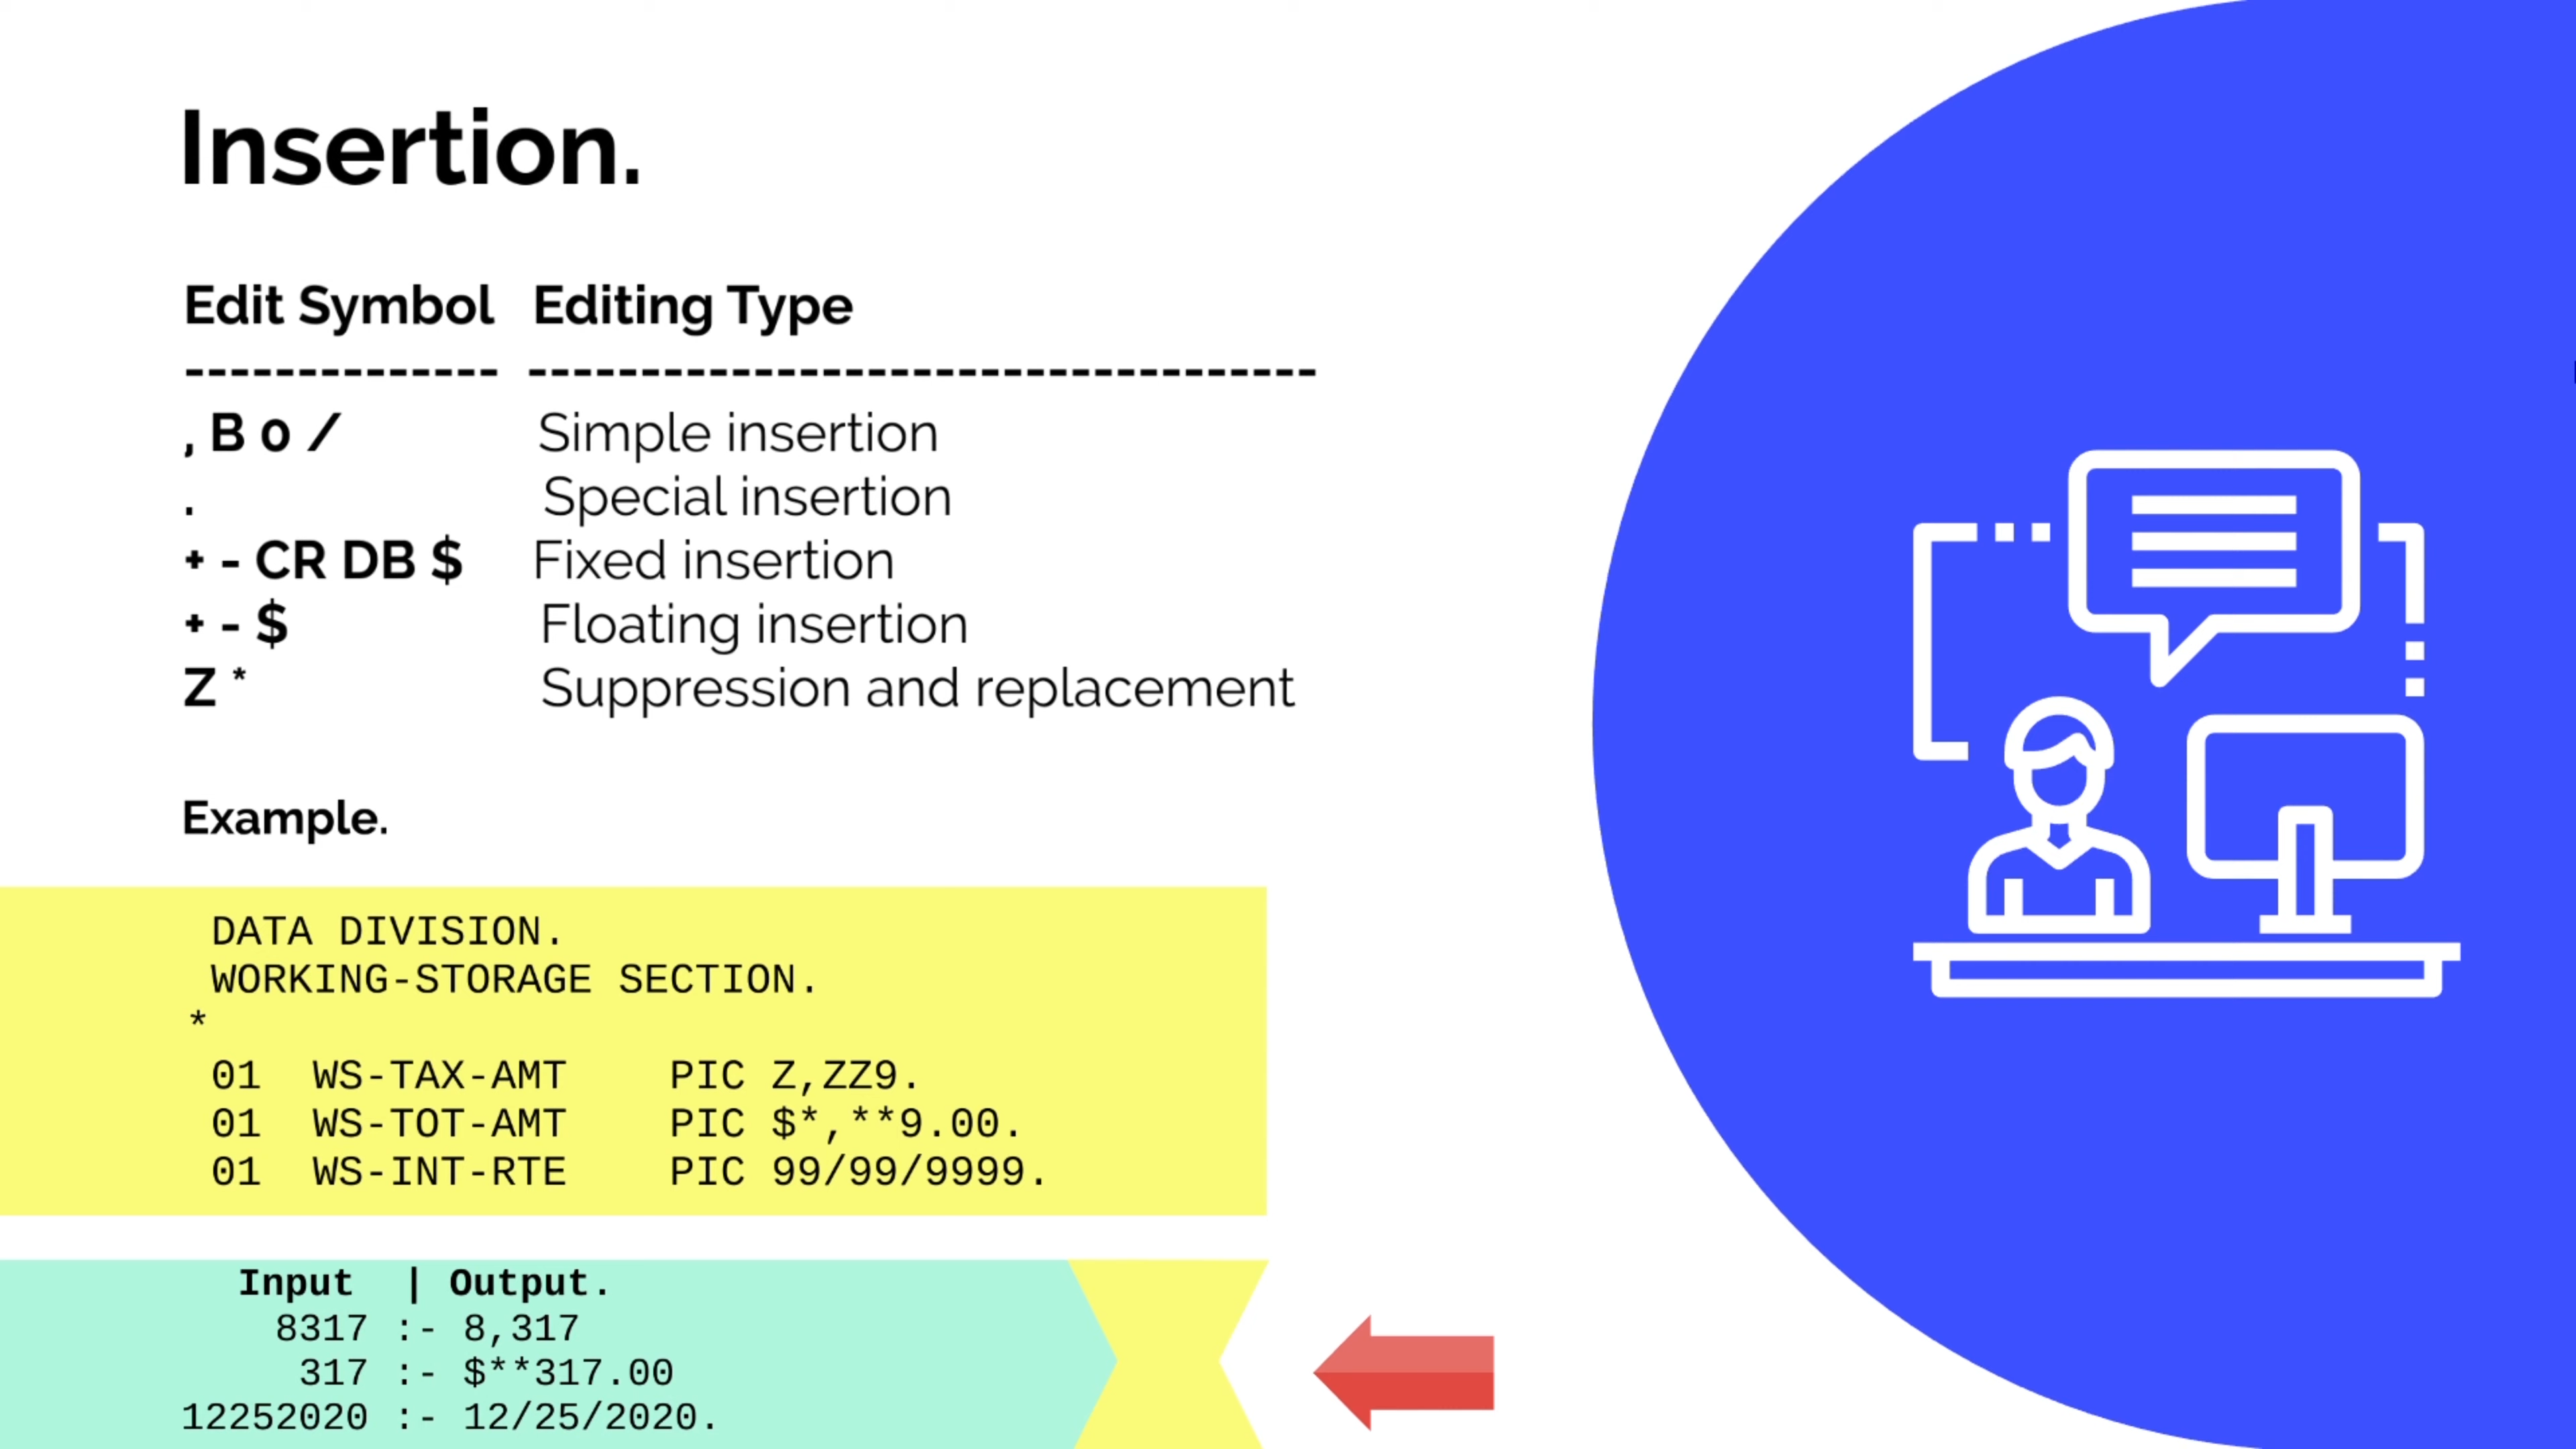 Insertion.
Edit Symbol Editing Type
-------------- -----------------------------------
, B 0 / Simple insertion
. Special insertion
+ - CR DB $ Fixed insertion
+ - $ Floating insertion
Z * Suppression and replacement
Example.
DATA DIVISION.
WORKING-STORAGE SECTION.
*
01 WS-TAX-AMT PIC Z,ZZ9.
01 WS-TOT-AMT PIC $*,**9.00.
01 WS-INT-RTE PIC 99/99/9999.
Input | Output.
8317 :- 8,317
317 :- $**317.00
12252020 :- 12/25/2020.